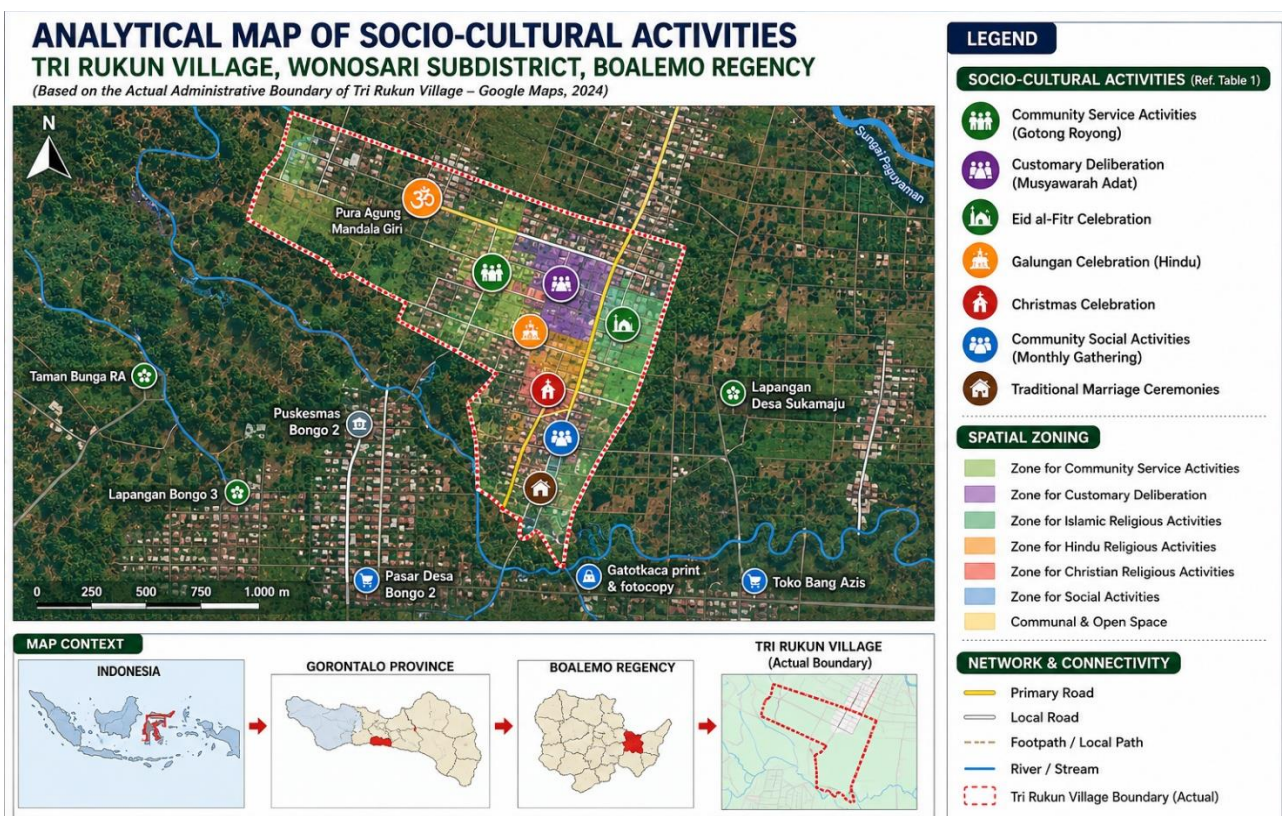 ANALYTICAL MAP OF SOCIO-CULTURAL ACTIVITIES
TRI RUKUN VILLAGE, WONOSARI SUBDISTRICT, BOALEMO REGENCY
(Based on the Actual Administrative Boundary of Tri Rukun Village – Google Maps, 2024)
N
Sungai Paguyaman
Pura Agung
Mandala Giri
Taman Bunga RA
Puskesmas
Bongo 2
Lapangan
Desa Sukamaju
Lapangan Bongo 3
Pasar Desa
Bongo 2
Gatotkaca print
& fotocopy
Toko Bang Azis
0 250 500 750 1.000 m
MAP CONTEXT
INDONESIA
GORONTALO PROVINCE
BOALEMO REGENCY
TRI RUKUN VILLAGE
(Actual Boundary)
LEGEND
SOCIO-CULTURAL ACTIVITIES (Ref. Table 1)
Community Service Activities
(Gotong Royong)
Customary Deliberation
(Musyawarah Adat)
Eid al-Fitr Celebration
Galungan Celebration (Hindu)
Christmas Celebration
Community Social Activities
(Monthly Gathering)
Traditional Marriage Ceremonies
SPATIAL ZONING
Zone for Community Service Activities
Zone for Customary Deliberation
Zone for Islamic Religious Activities
Zone for Hindu Religious Activities
Zone for Christian Religious Activities
Zone for Social Activities
Communal & Open Space
NETWORK & CONNECTIVITY
Primary Road
Local Road
Footpath / Local Path
River / Stream
Tri Rukun Village Boundary (Actual)